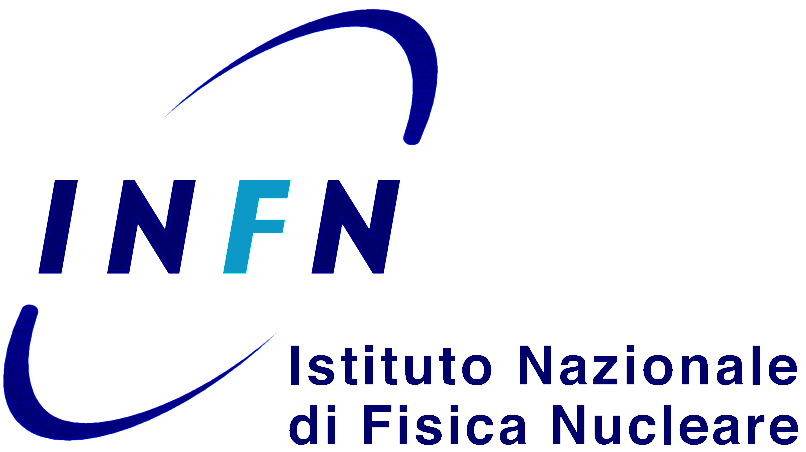 INFN
Istituto Nazionale
di Fisica Nucleare